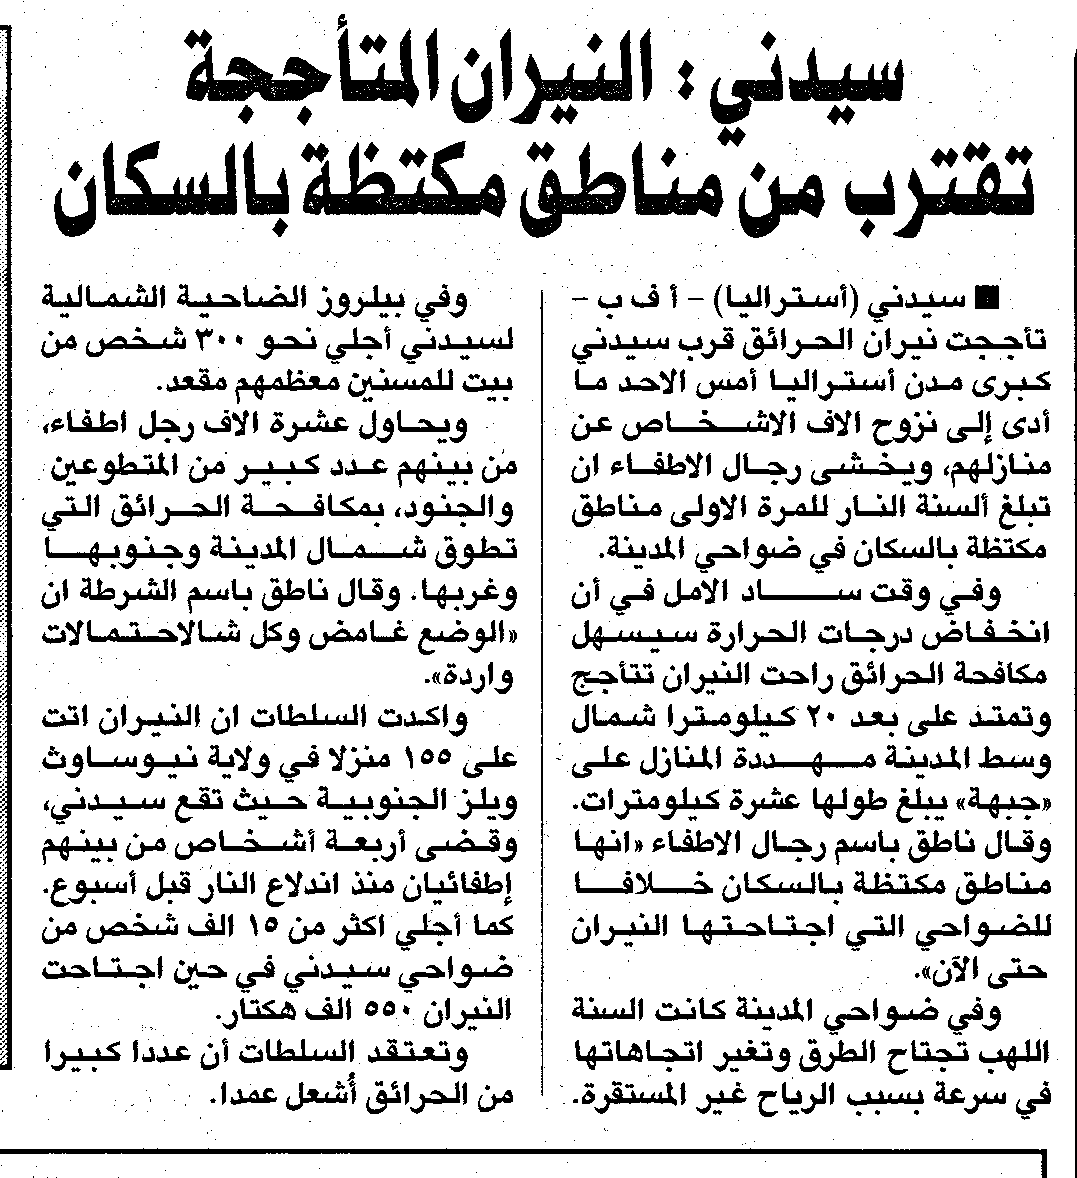 سيدني : النيران المتأججة
تقترب من مناطق مكتظة بالسكان
■ سيدني (أستراليا) – أ ف ب –
تأججت نيران الحرائق قرب سيدني
كبرى مدن أستراليا أمس الاحد ما
أدى إلى نزوح الاف الاشخاص عن
منازلهم، ويخشى رجال الاطفاء ان
تبلغ ألسنة النار للمرة الاولى مناطق
مكتظة بالسكان في ضواحي المدينة.
وفي وقت ساد الامل في أن
انخفاض درجات الحرارة سيسهل
مكافحة الحرائق راحت النيران تتأجج
وتمتد على بعد ٢٠ كيلومترا شمال
وسط المدينة مهددة المنازل على
«جبهة» يبلغ طولها عشرة كيلومترات.
وقال ناطق باسم رجال الاطفاء «انها
مناطق مكتظة بالسكان خلافا
للضواحي التي اجتاحتها النيران
حتى الآن».
وفي ضواحي المدينة كانت السنة
اللهب تجتاح الطرق وتغير اتجاهاتها
في سرعة بسبب الرياح غير المستقرة.
وفي بيلروز الضاحية الشمالية
لسيدني أجلي نحو ٣٠٠ شخص من
بيت للمسنين معظمهم مقعد.
ويحاول عشرة الاف رجل اطفاء،
من بينهم عدد كبير من المتطوعين
والجنود، بمكافحة الحرائق التي
تطوق شمال المدينة وجنوبها
وغربها. وقال ناطق باسم الشرطة ان
«الوضع غامض وكل شالاحتمالات
واردة».
واكدت السلطات ان النيران اتت
على ١٥٥ منزلا في ولاية نيوساوث
ويلز الجنوبية حيث تقع سيدني،
وقضى أربعة أشخاص من بينهم
إطفائيان منذ اندلاع النار قبل أسبوع.
كما أجلي اكثر من ١٥ الف شخص من
ضواحي سيدني في حين اجتاحت
النيران ٥٥٠ الف هكتار.
وتعتقد السلطات أن عددا كبيرا
من الحرائق أُشعل عمدا.